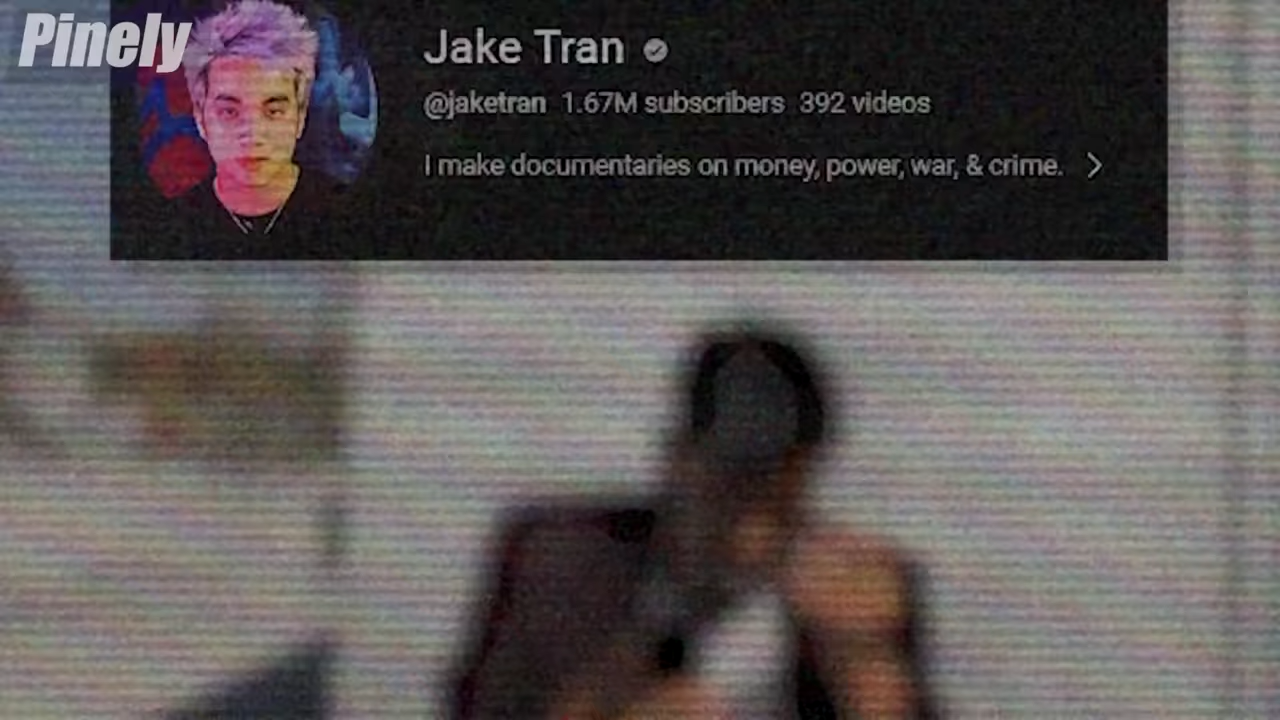 Pinely
Jake Tran
@jaketran 1.67M subscribers 392 videos
I make documentaries on money, power, war, & crime.